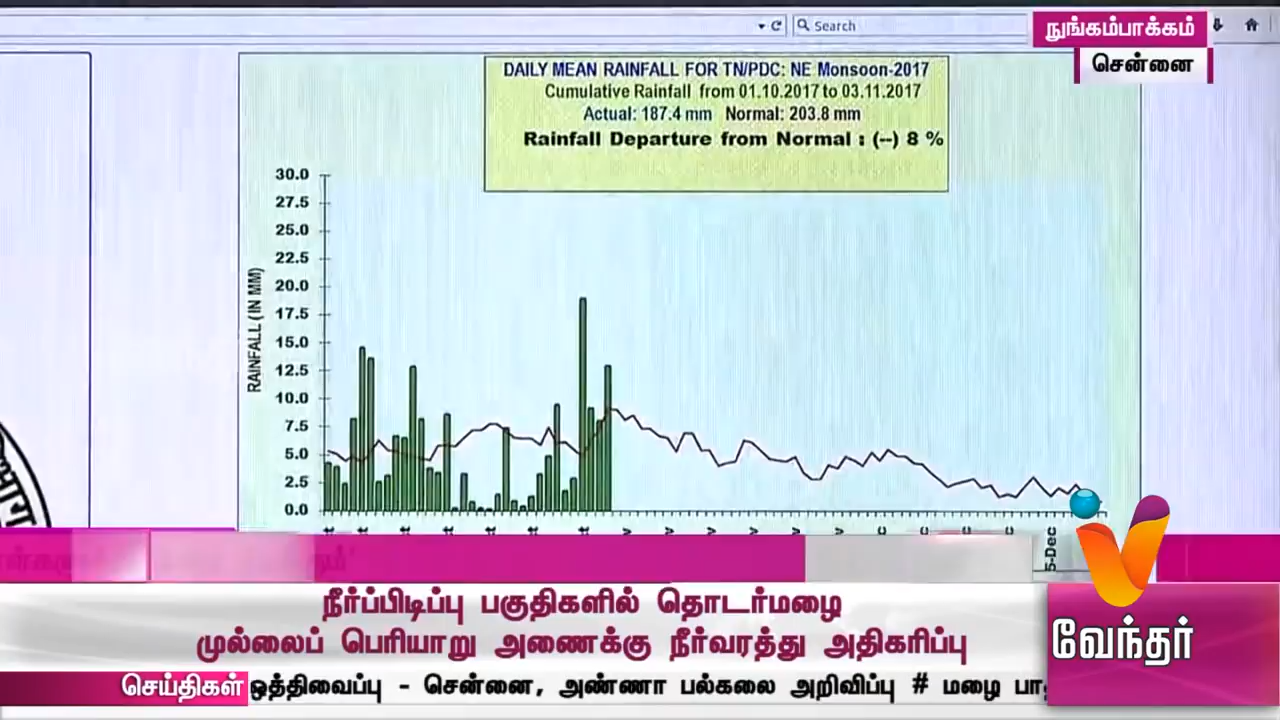 Search
நுங்கம்பாக்கம்
சென்னை
DAILY MEAN RAINFALL FOR TN/PDC: NE Monsoon-2017
Cumulative Rainfall from 01.10.2017 to 03.11.2017
Actual: 187.4 mm Normal: 203.8 mm
Rainfall Departure from Normal : (--) 8 %
30.0
27.5
25.0
22.5
20.0
17.5
15.0
12.5
10.0
7.5
5.0
2.5
0.0
RAINFALL (IN MM)
5-Dec
நீர்ப்பிடிப்பு பகுதிகளில் தொடர்மழை
முல்லைப் பெரியாறு அணைக்கு நீர்வரத்து அதிகரிப்பு
வேந்தர்
செய்திகள் ஒத்திவைப்பு - சென்னை, அண்ணா பல்கலை அறிவிப்பு # மழை